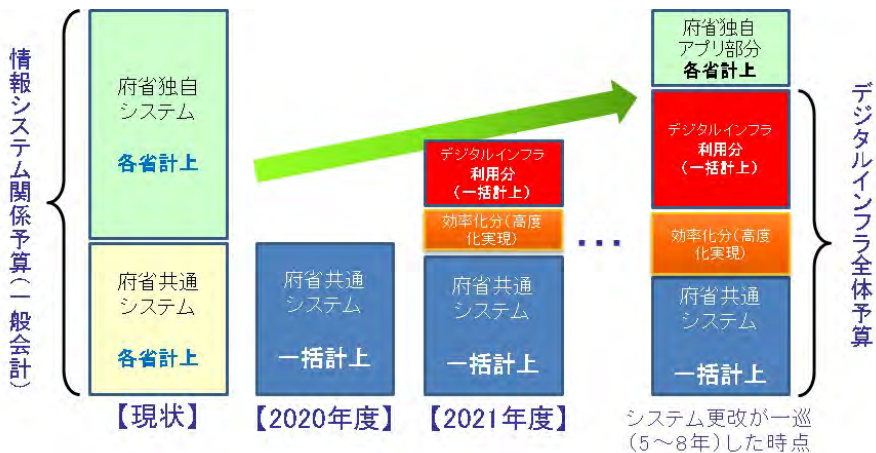 情報システム関係予算(一般会計)
府省独自
システム
各省計上
府省共通
システム
各省計上
【現状】
府省共通
システム
一括計上
【2020年度】
デジタルインフラ
利用分
(一括計上)
効率化分(高度
化実現)
府省共通
システム
一括計上
【2021年度】
・・・
府省独自
アプリ部分
各省計上
デジタルインフラ
利用分
(一括計上)
効率化分(高度
化実現)
府省共通
システム
一括計上
システム更改が一巡
(5～8年)した時点
デジタルインフラ全体予算